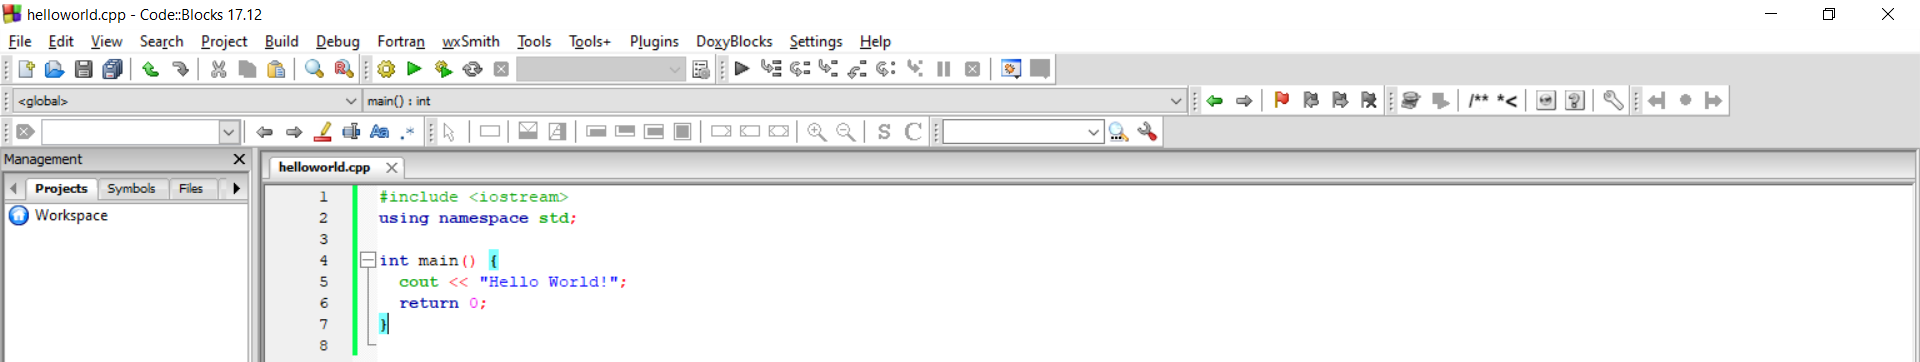 helloworld.cpp - Code::Blocks 17.12
File Edit View Search Project Build Debug Fortran wxSmith Tools Tools+ Plugins DoxyBlocks Settings Help
<global> main() : int
/** *<
Aa .*
S C
Management
helloworld.cpp
Projects Symbols Files
Workspace
1 #include <iostream>
2 using namespace std;
3
4 int main() {
5 cout << "Hello World!";
6 return 0;
7 }
8